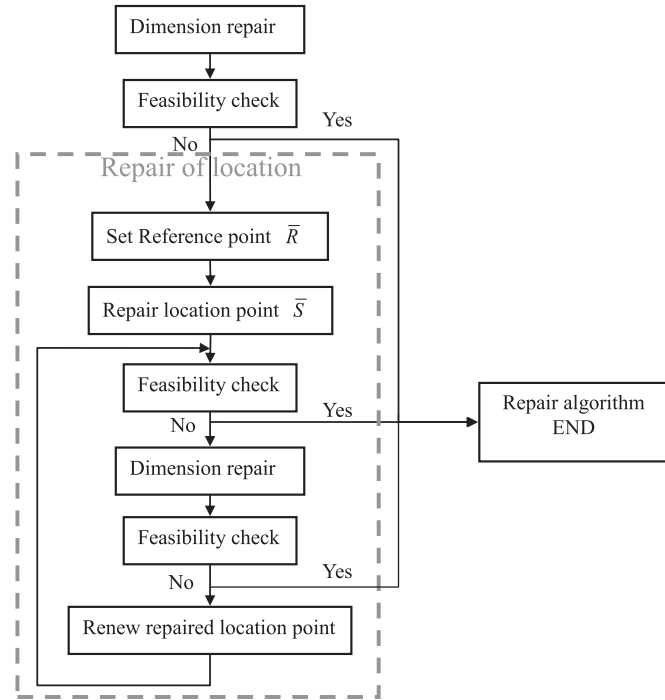 Dimension repair
Feasibility check
Yes
No
Repair of location
Set Reference point R̅
Repair location point S̅
Feasibility check
Yes
No
Repair algorithm
END
Dimension repair
Feasibility check
Yes
No
Renew repaired location point